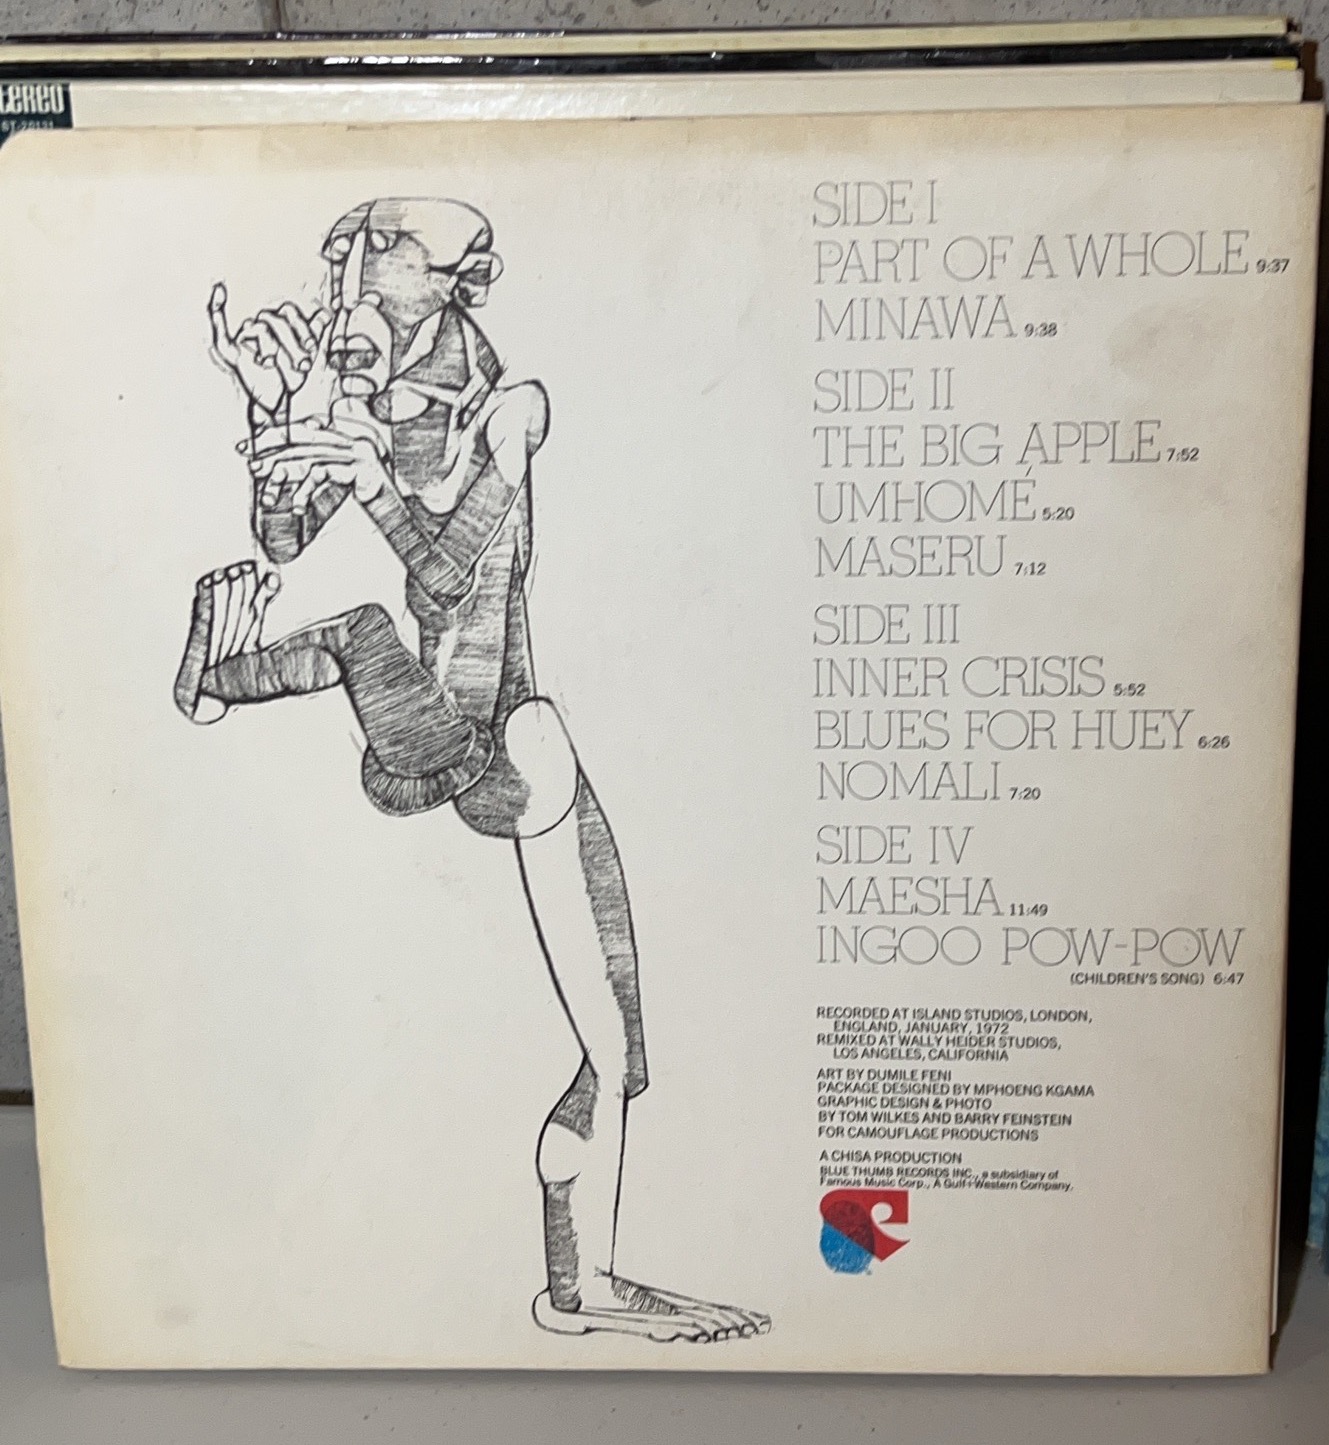 TEREO
ST-20131
SIDE I
PART OF A WHOLE 9:37
MINAWA 9:38
SIDE II
THE BIG APPLE 7:52
UMHOMÉ 5:20
MASERU 7:12
SIDE III
INNER CRISIS 5:52
BLUES FOR HUEY 6:26
NOMALI 7:20
SIDE IV
MAESHA 11:49
INGOO POW-POW
(CHILDREN'S SONG) 6:47
RECORDED AT ISLAND STUDIOS, LONDON,
ENGLAND, JANUARY, 1972
REMIXED AT WALLY HEIDER STUDIOS,
LOS ANGELES, CALIFORNIA
ART BY DUMILE FENI
PACKAGE DESIGNED BY MPHOENG KGAMA
GRAPHIC DESIGN & PHOTO
BY TOM WILKES AND BARRY FEINSTEIN
FOR CAMOUFLAGE PRODUCTIONS
A CHISA PRODUCTION
BLUE THUMB RECORDS INC., a subsidiary of
Famous Music Corp., A Gulf+Western Company.